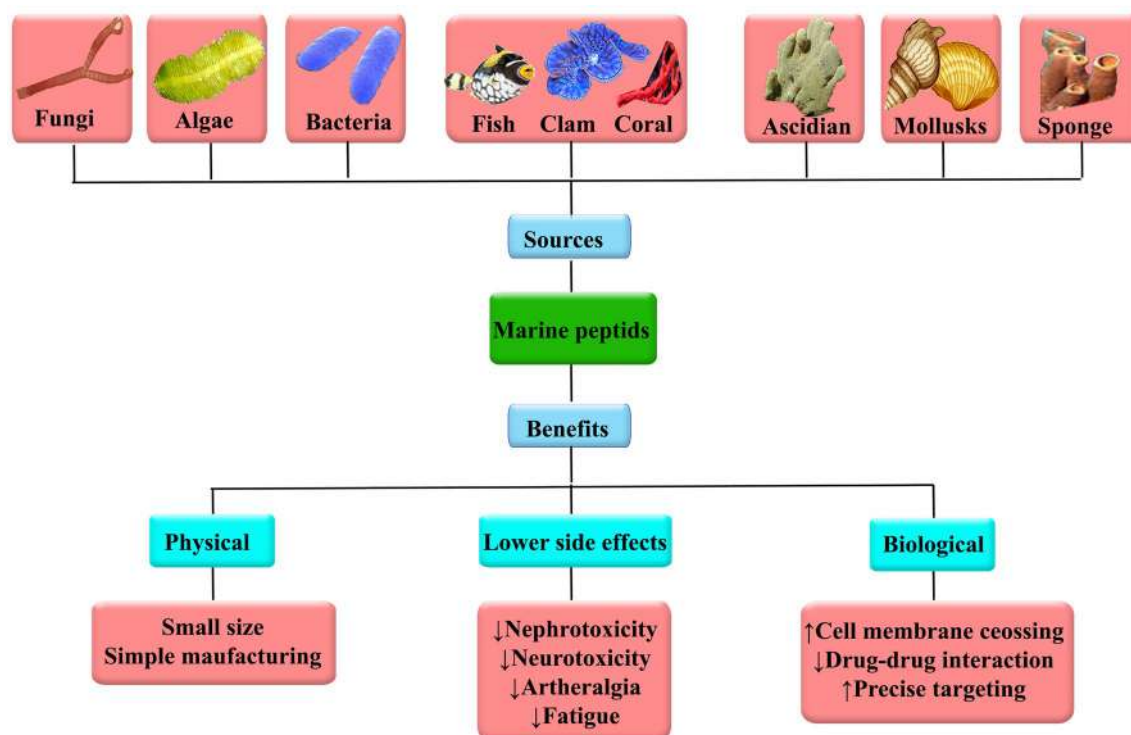 Fungi
Algae
Bacteria
Fish Clam Coral
Ascidian
Mollusks
Sponge
Sources
Marine peptids
Benefits
Physical
Lower side effects
Biological
Small size
Simple maufacturing
↓Nephrotoxicity
↓Neurotoxicity
↓Artheralgia
↓Fatigue
↑Cell membrane ceossing
↓Drug-drug interaction
↑Precise targeting